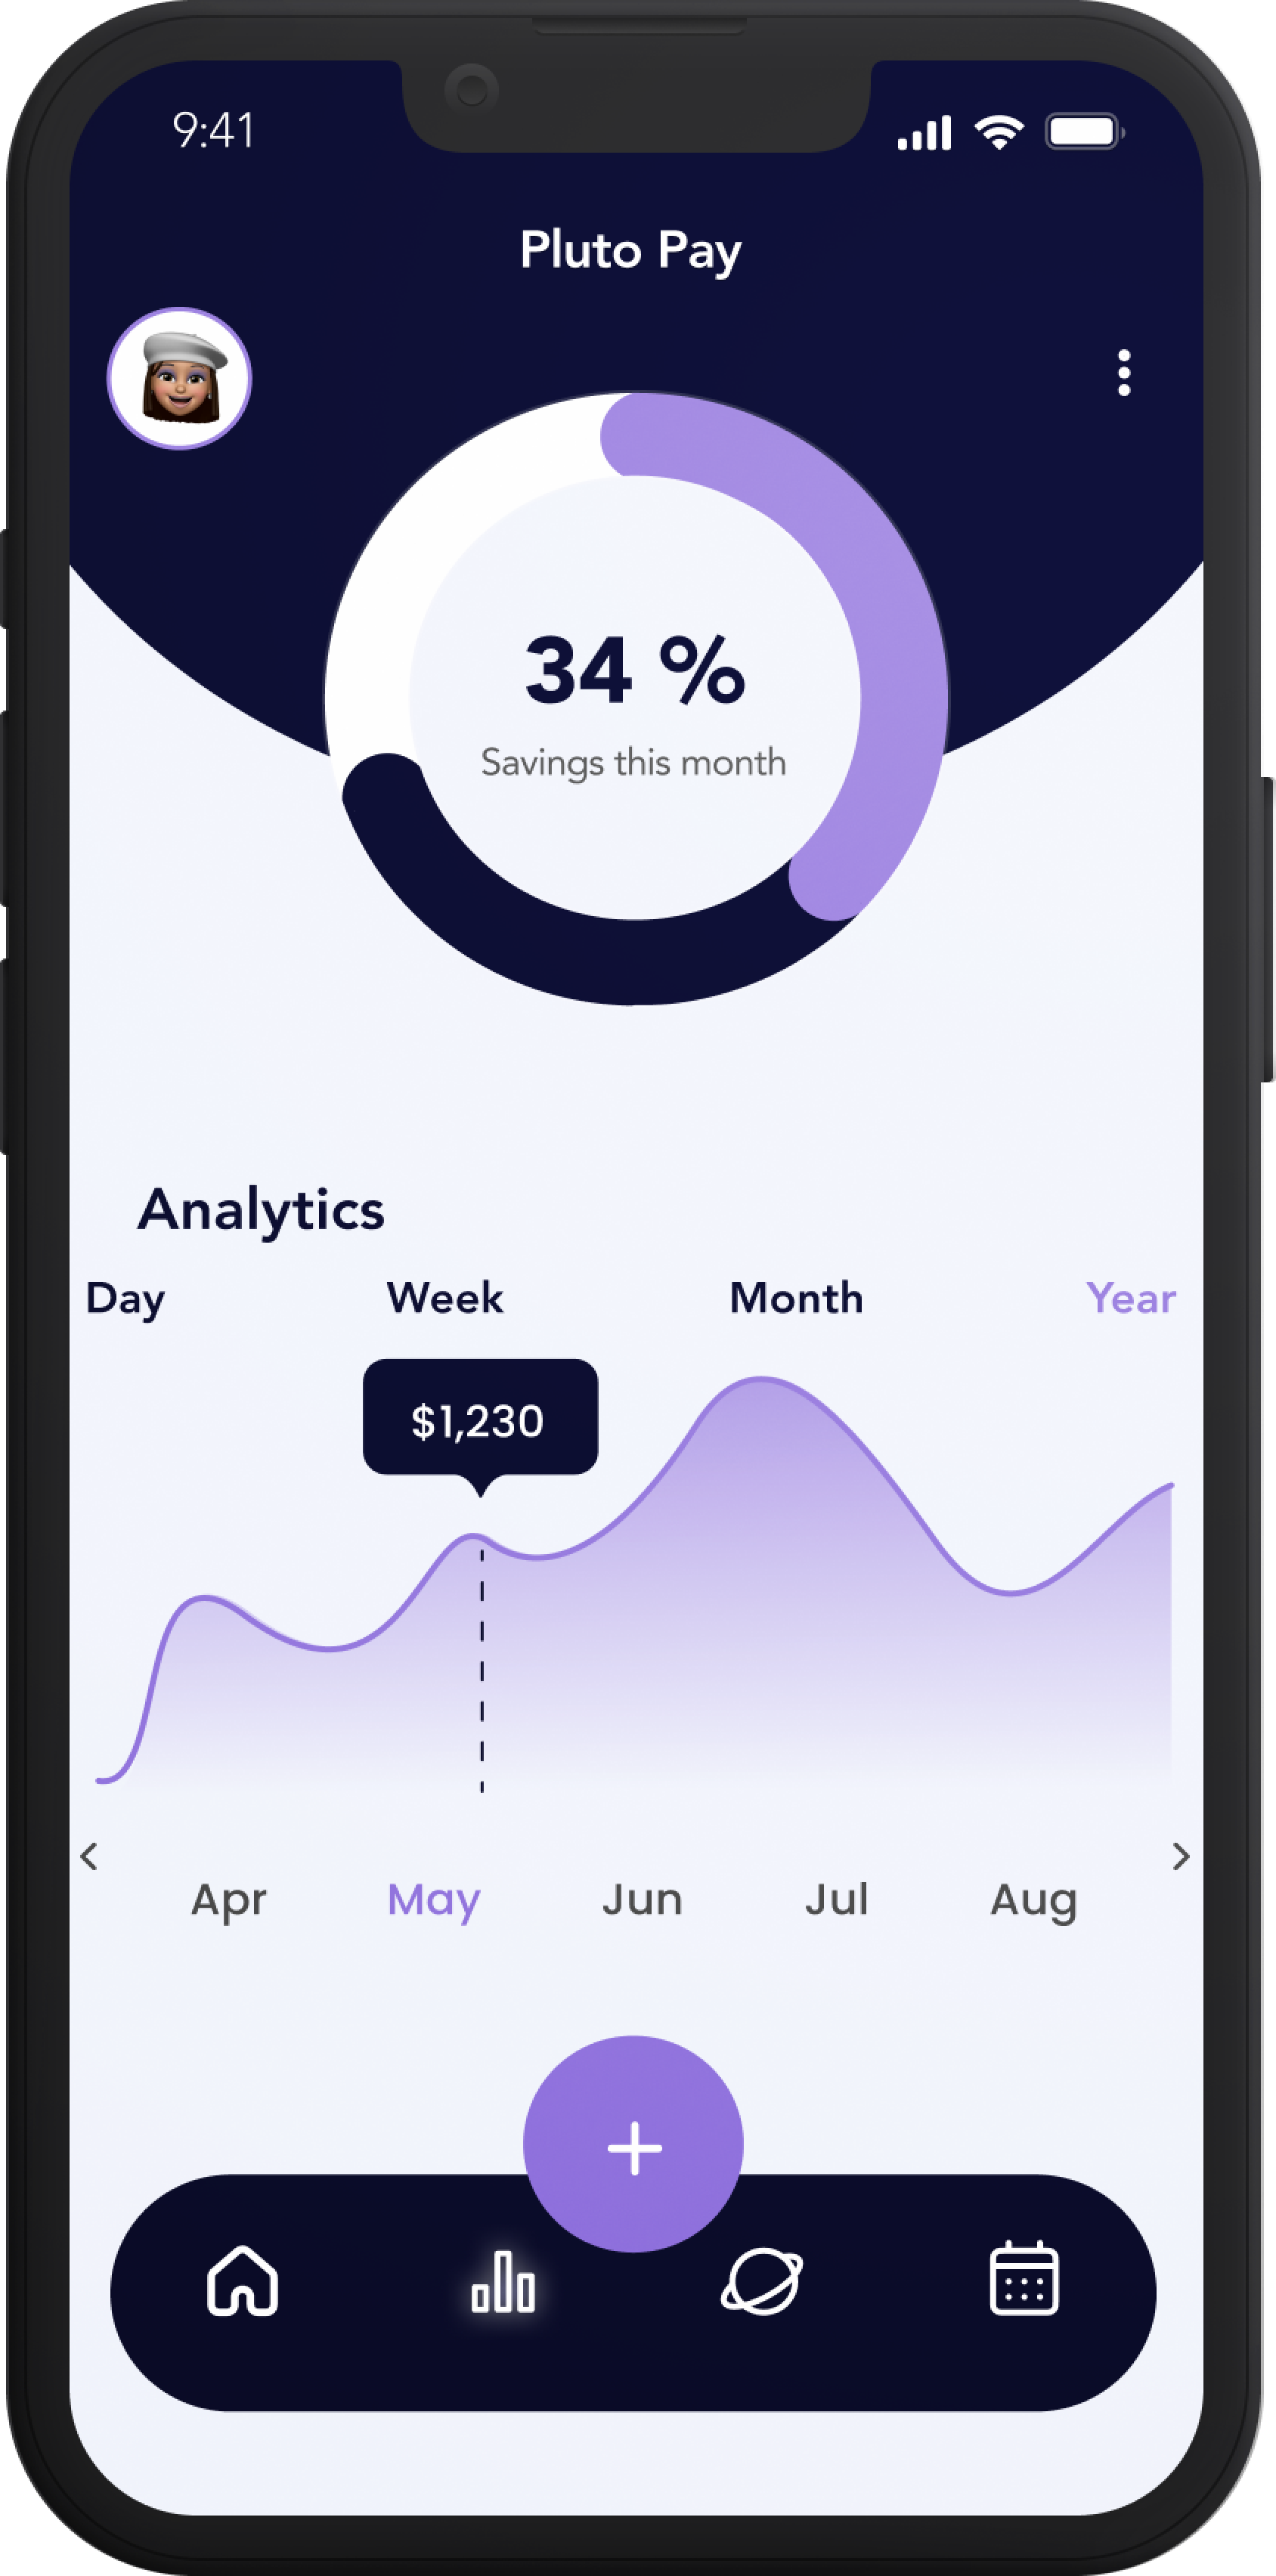 9:41
Pluto Pay
34 %
Savings this month
Analytics
Day Week Month Year
$1,230
Apr May Jun Jul Aug